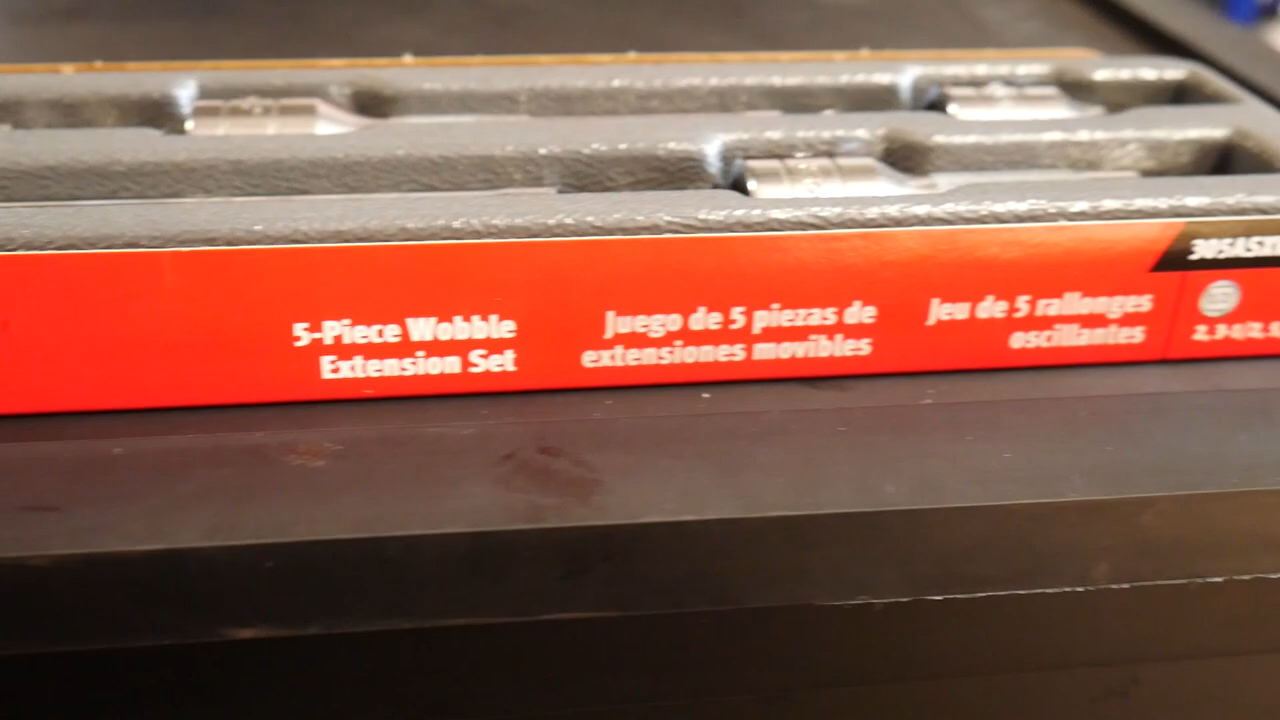 5-Piece Wobble
Extension Set
Juego de 5 piezas de
extensiones movibles
Jeu de 5 rallonges
oscillantes